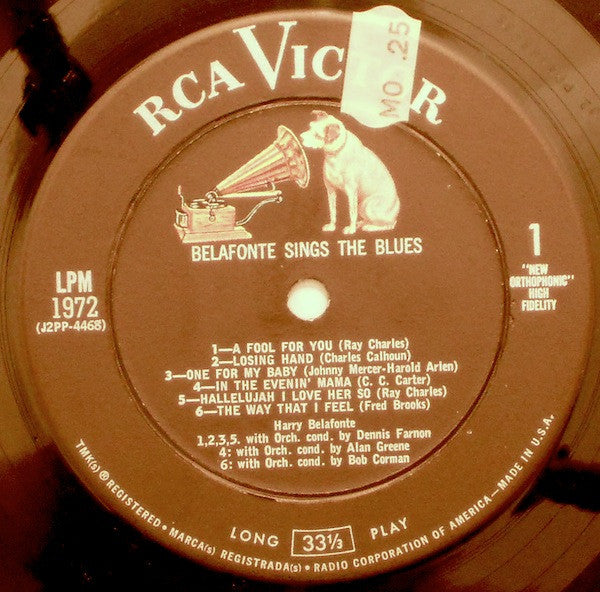 RCA VICTOR
MO .25
BELAFONTE SINGS THE BLUES
LPM
1972
(J2PP-4468)
1
"NEW
ORTHOPHONIC"
HIGH
FIDELITY
1—A FOOL FOR YOU (Ray Charles)
2—LOSING HAND (Charles Calhoun)
3—ONE FOR MY BABY (Johnny Mercer-Harold Arlen)
4—IN THE EVENIN' MAMA (C. C. Carter)
5—HALLELUJAH I LOVE HER SO (Ray Charles)
6—THE WAY THAT I FEEL (Fred Brooks)
Harry Belafonte
1,2,3,5. with Orch. cond. by Dennis Farnon
4: with Orch. cond. by Alan Greene
6: with Orch. cond. by Bob Corman
LONG 33⅓ PLAY
TMK(s) ® REGISTERED • MARCA(s) REGISTRADA(s) • RADIO CORPORATION OF AMERICA—MADE IN U.S.A.